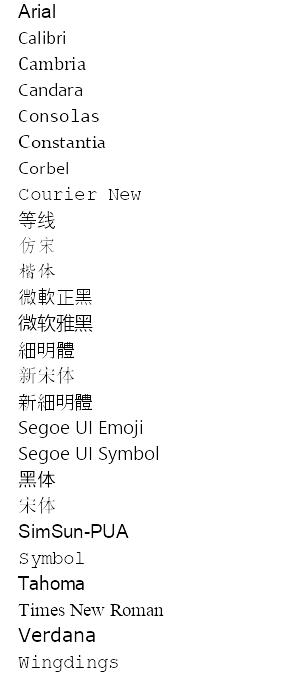 Arial
Calibri
Cambria
Candara
Consolas
Constantia
Corbel
Courier New
等线
仿宋
楷体
微軟正黑
微软雅黑
細明體
新宋体
新細明體
Segoe UI Emoji
Segoe UI Symbol
黑体
宋体
SimSun-PUA
Symbol
Tahoma
Times New Roman
Verdana
Wingdings